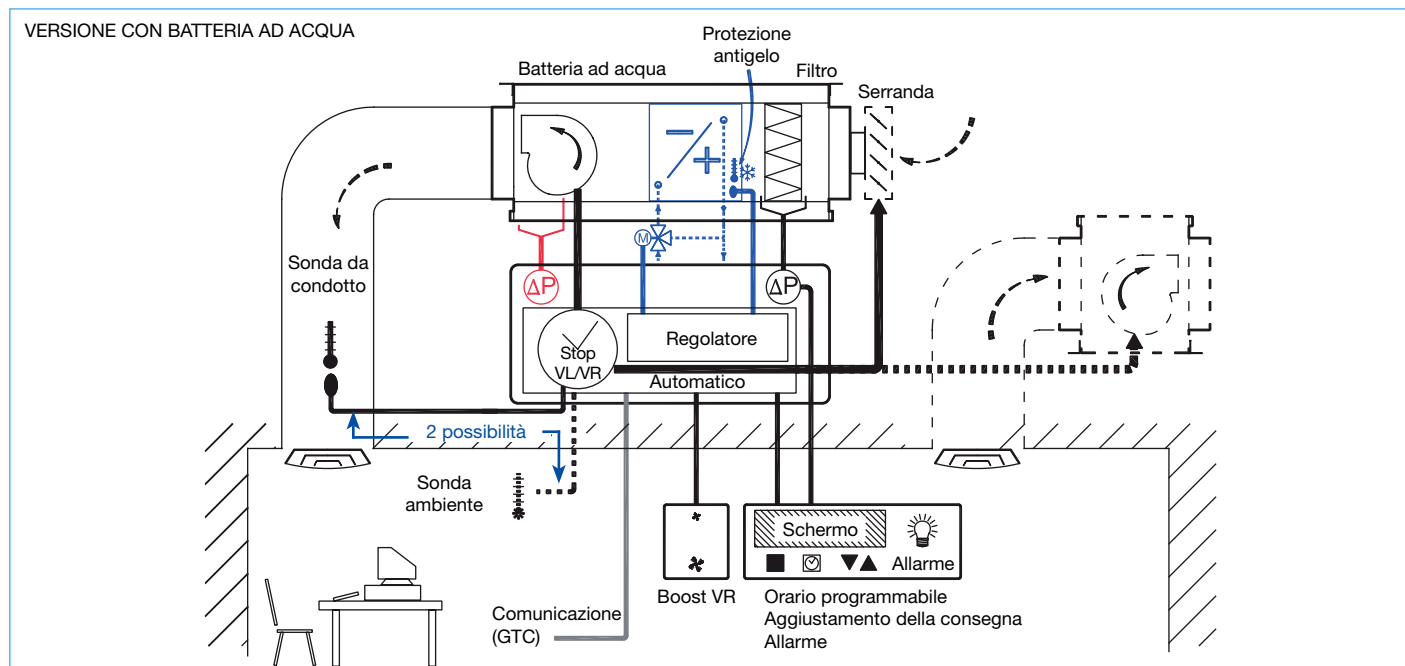 VERSIONE CON BATTERIA AD ACQUA
Protezione
antigelo
Batteria ad acqua
Filtro
Serranda
Sonda da
condotto
M
ΔP
ΔP
Regolatore
Stop
VL/VR
Automatico
2 possibilità
Sonda
ambiente
Schermo
Allarme
Boost VR
Orario programmabile
Aggiustamento della consegna
Allarme
Comunicazione
(GTC)